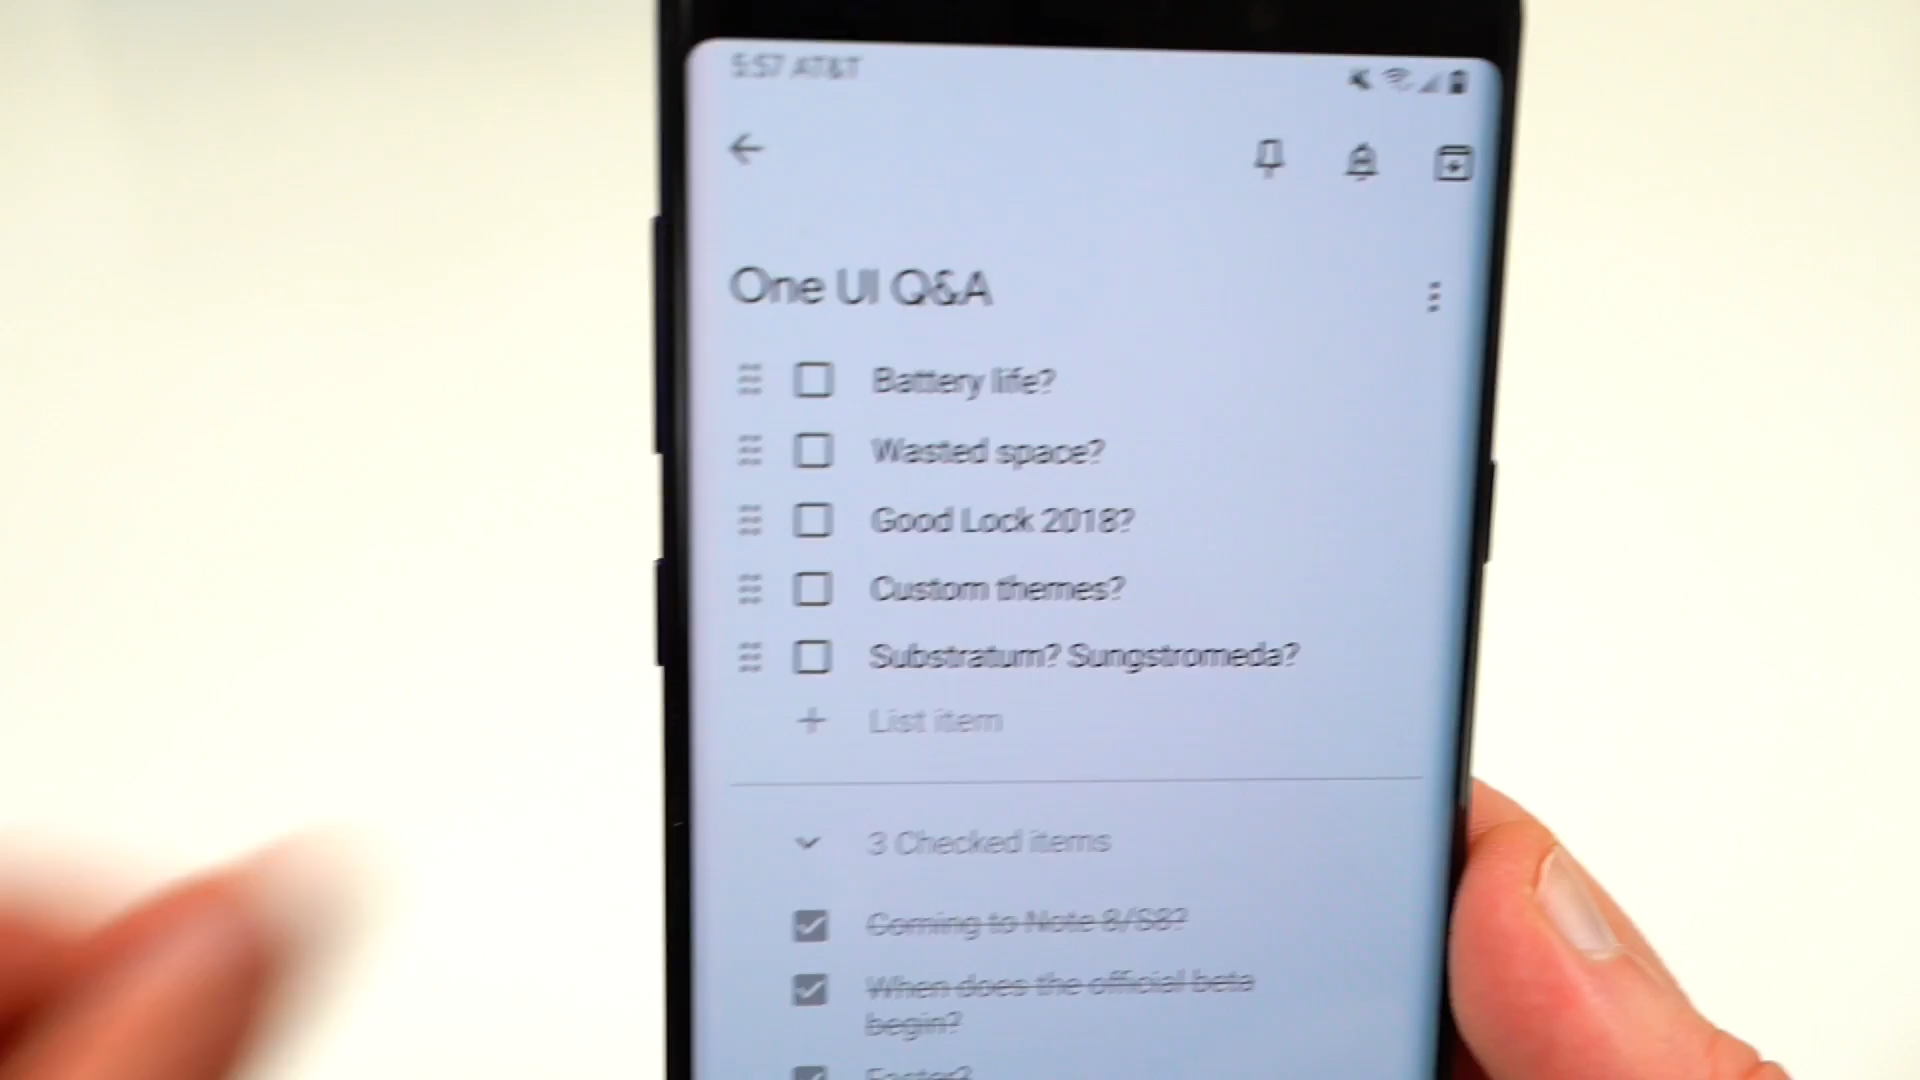 5:57 AT&T
One UI Q&A
Battery life?
Wasted space?
Good Lock 2018?
Custom themes?
Substratum? Sungstromeda?
List item
3 Checked items
Coming to Note 8/S8?
When does the official beta
begin?
Faster?